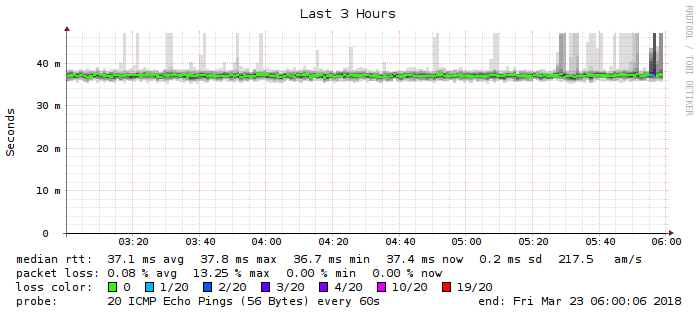 Last 3 Hours
RRDTOOL / TOBI OETIKER
Seconds
40 m
30 m
20 m
10 m
0
03:20 03:40 04:00 04:20 04:40 05:00 05:20 05:40 06:00
median rtt: 37.1 ms avg 37.8 ms max 36.7 ms min 37.4 ms now 0.2 ms sd 217.5 am/s
packet loss: 0.08 % avg 13.25 % max 0.00 % min 0.00 % now
loss color: 0 1/20 2/20 3/20 4/20 10/20 19/20
probe: 20 ICMP Echo Pings (56 Bytes) every 60s end: Fri Mar 23 06:00:06 2018